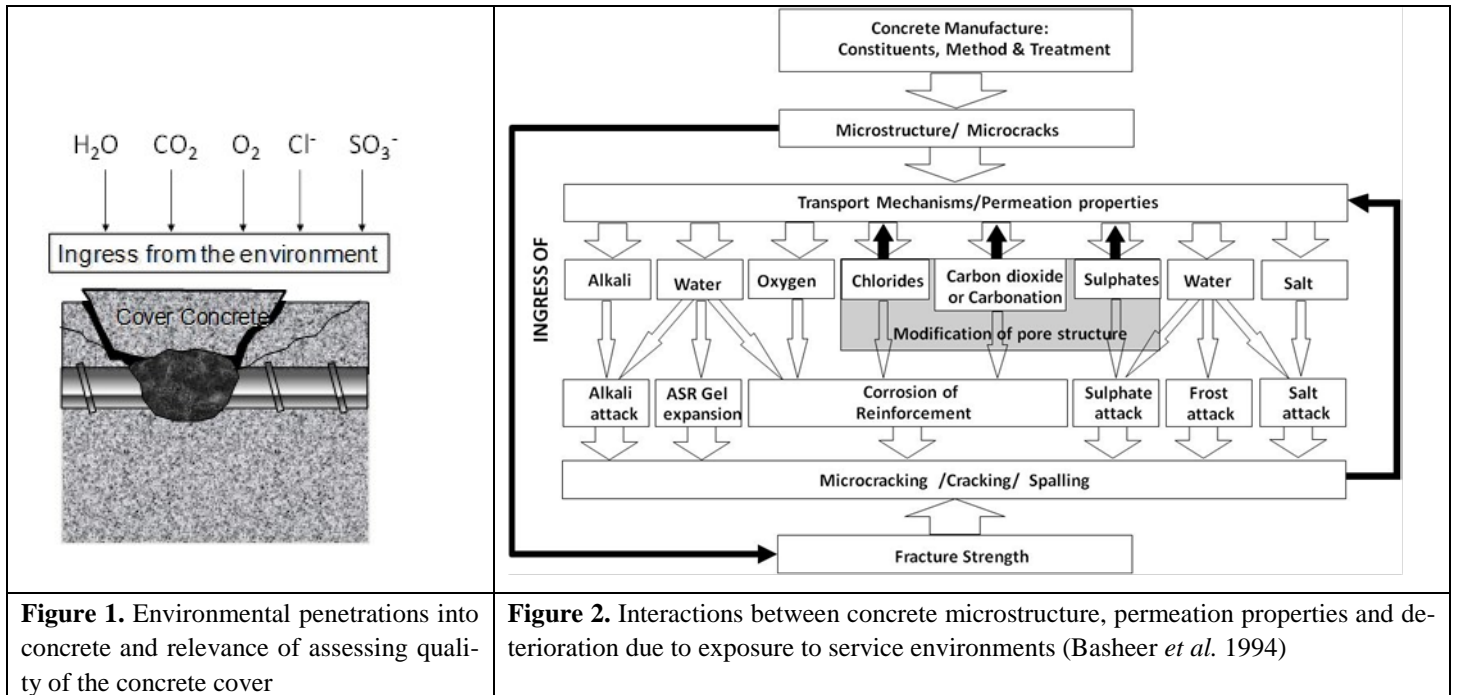 H₂O CO₂ O₂ Cl⁻ SO₃⁻
Ingress from the environment
Cover Concrete
Figure 1. Environmental penetrations into
concrete and relevance of assessing quali-
ty of the concrete cover
Concrete Manufacture:
Constituents, Method & Treatment
Microstructure/ Microcracks
Transport Mechanisms/Permeation properties
INGRESS OF
Alkali Water Oxygen Chlorides Carbon dioxide Sulphates Water Salt
or Carbonation
Modification of pore structure
Alkali ASR Gel Corrosion of Sulphate Frost Salt
attack expansion Reinforcement attack attack attack
Microcracking /Cracking/ Spalling
Fracture Strength
Figure 2. Interactions between concrete microstructure, permeation properties and de-
terioration due to exposure to service environments (Basheer et al. 1994)